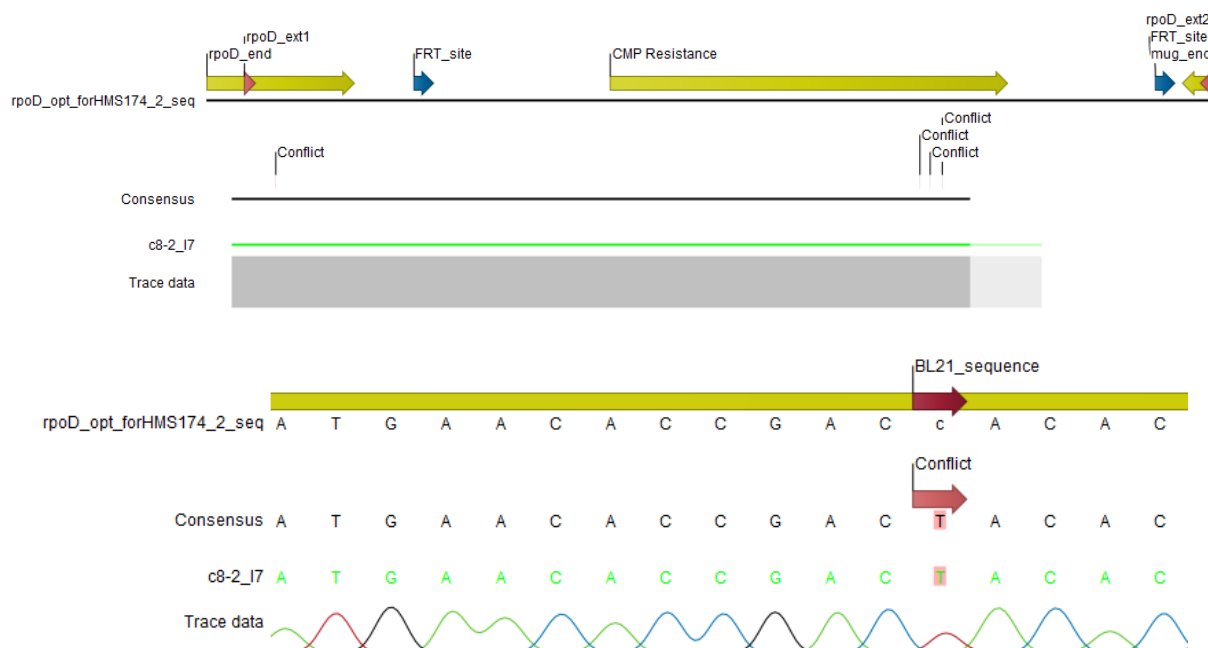 rpoD_ext2
rpoD_ext1 FRT_site
rpoD_end FRT_site CMP Resistance mug_end
rpoD_opt_forHMS174_2_seq
Conflict
Conflict
Conflict Conflict
Consensus
c8-2_I7
Trace data
BL21_sequence
rpoD_opt_forHMS174_2_seq A T G A A C A C C G A C c A C A C
Conflict
Consensus A T G A A C A C C G A C T A C A C
c8-2_I7 A T G A A C A C C G A C T A C A C
Trace data